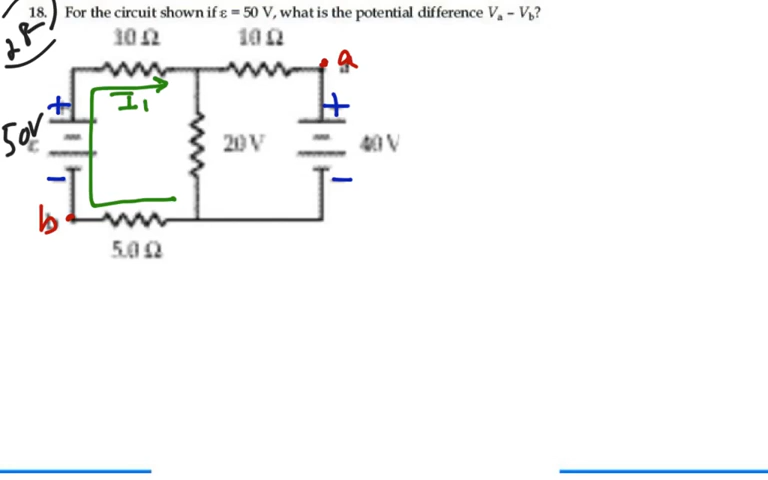 18. For the circuit shown if ε = 50 V, what is the potential difference Va – Vb?
10 Ω 10 Ω
a
+ I1 +
50V 20 V 40 V
– –
b
5.0 Ω